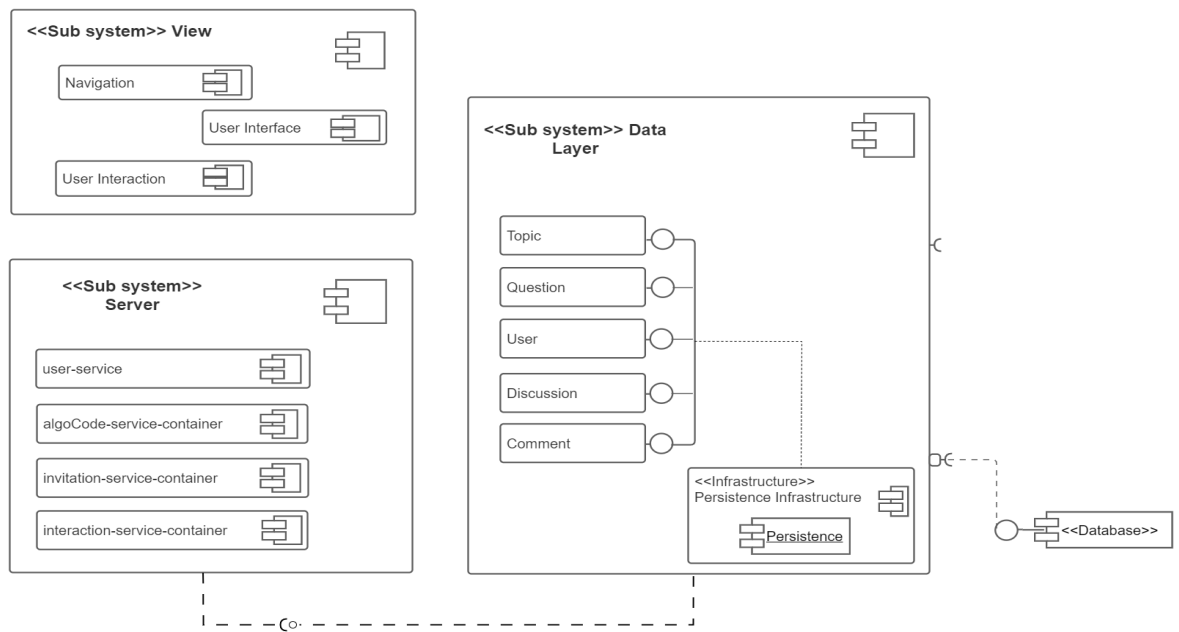 <<Sub system>> View
Navigation
User Interface
User Interaction
<<Sub system>>
Server
user-service
algoCode-service-container
invitation-service-container
interaction-service-container
<<Sub system>> Data
Layer
Topic
Question
User
Discussion
Comment
<<Infrastructure>>
Persistence Infrastructure
Persistence
<<Database>>